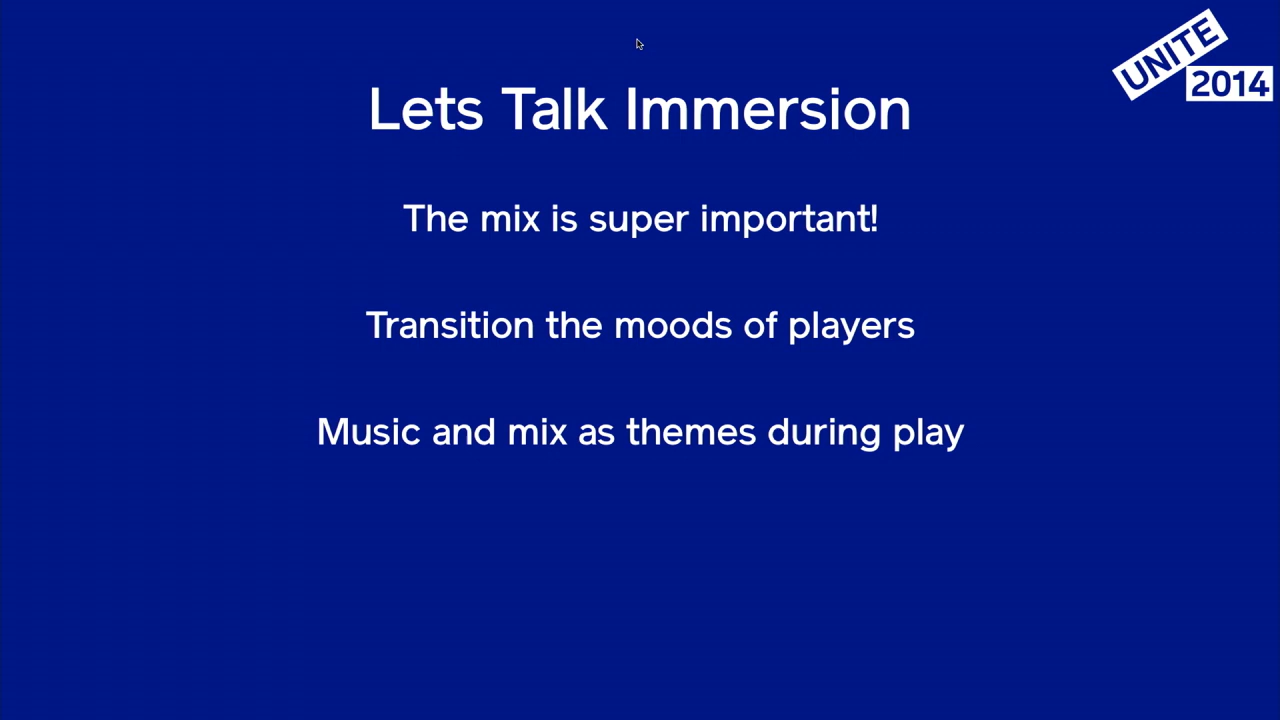 UNITE
2014
Lets Talk Immersion
The mix is super important!
Transition the moods of players
Music and mix as themes during play